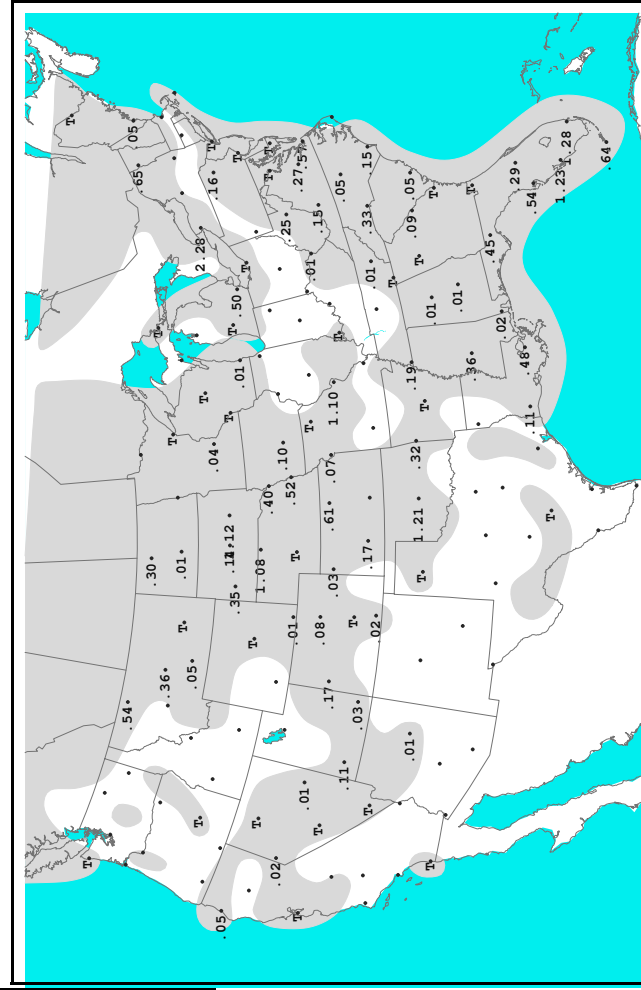 T
T
.54
.05
.65
.30
T
.36
T
.01
T
.05
T
2.28
T
T
.16
.04
.05
.12
T
T
.35
.50
T
.01
T
T
T
1.08
.40
T
T
.02
.10
.25
.52
.01
T
T
.27
.57
.01
T
.01
.15
T
.08
.17
.61
.07
.03
1.10
T
.05
.11
T
.03
.33
.15
.17
T
.01
.02
T
.01
.19
.09
.05
.32
1.21
T
T
T
T
.01
T
.01
.36
T
.45
.02
.29
.48
.11
.54
T
1.23
.28
.64